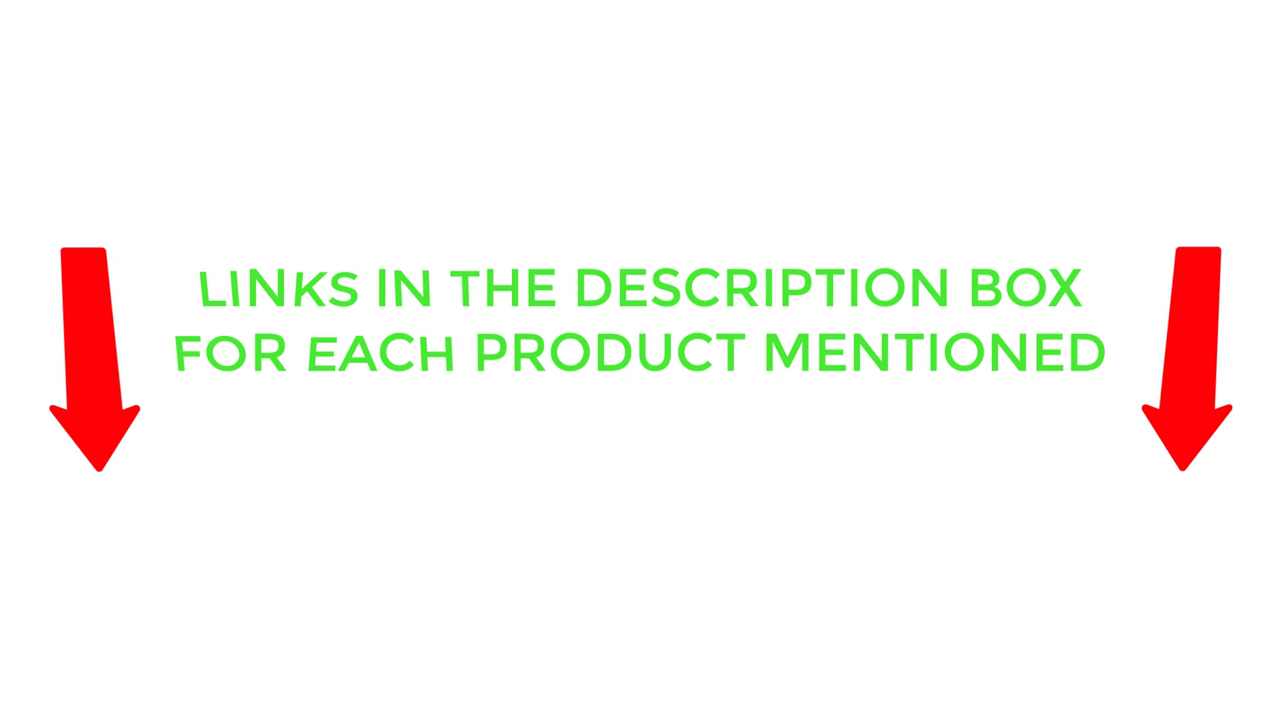 LINKS IN THE DESCRIPTION BOX
FOR EACH PRODUCT MENTIONED